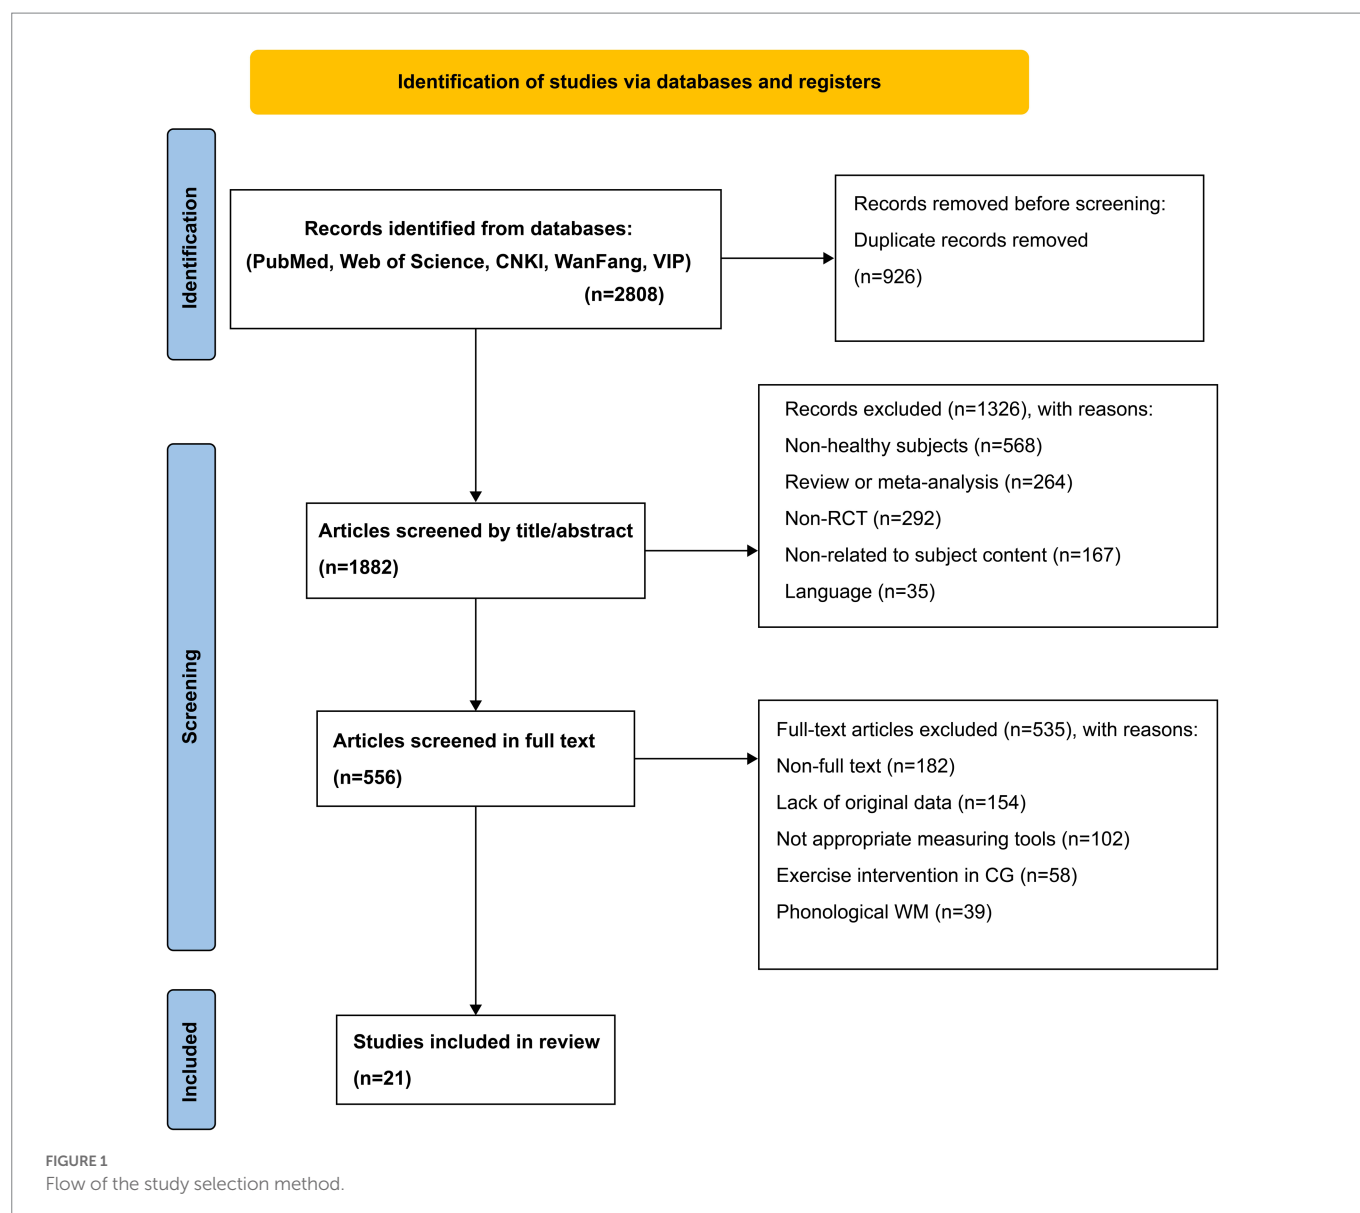 Identification of studies via databases and registers
Identification
Records identified from databases:
(PubMed, Web of Science, CNKI, WanFang, VIP)
(n=2808)
Records removed before screening:
Duplicate records removed
(n=926)
Screening
Articles screened by title/abstract
(n=1882)
Records excluded (n=1326), with reasons:
Non-healthy subjects (n=568)
Review or meta-analysis (n=264)
Non-RCT (n=292)
Non-related to subject content (n=167)
Language (n=35)
Articles screened in full text
(n=556)
Full-text articles excluded (n=535), with reasons:
Non-full text (n=182)
Lack of original data (n=154)
Not appropriate measuring tools (n=102)
Exercise intervention in CG (n=58)
Phonological WM (n=39)
Included
Studies included in review
(n=21)
FIGURE 1
Flow of the study selection method.